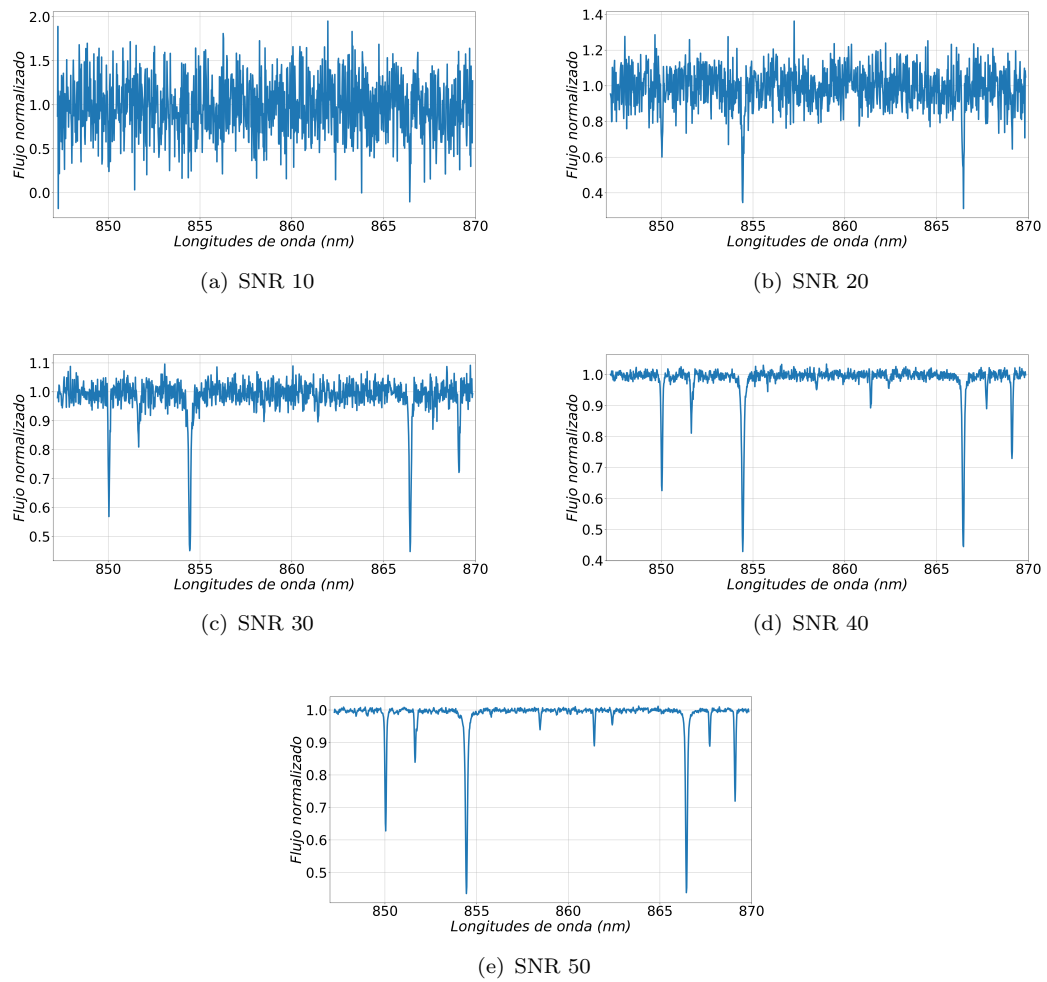 2.0
1.5
1.0
0.5
0.0
Flujo normalizado
850 855 860 865 870
Longitudes de onda (nm)
(a) SNR 10
1.4
1.2
1.0
0.8
0.6
0.4
Flujo normalizado
850 855 860 865 870
Longitudes de onda (nm)
(b) SNR 20
1.1
1.0
0.9
0.8
0.7
0.6
0.5
Flujo normalizado
850 855 860 865 870
Longitudes de onda (nm)
(c) SNR 30
1.0
0.9
0.8
0.7
0.6
0.5
0.4
Flujo normalizado
850 855 860 865 870
Longitudes de onda (nm)
(d) SNR 40
1.0
0.9
0.8
0.7
0.6
0.5
Flujo normalizado
850 855 860 865 870
Longitudes de onda (nm)
(e) SNR 50